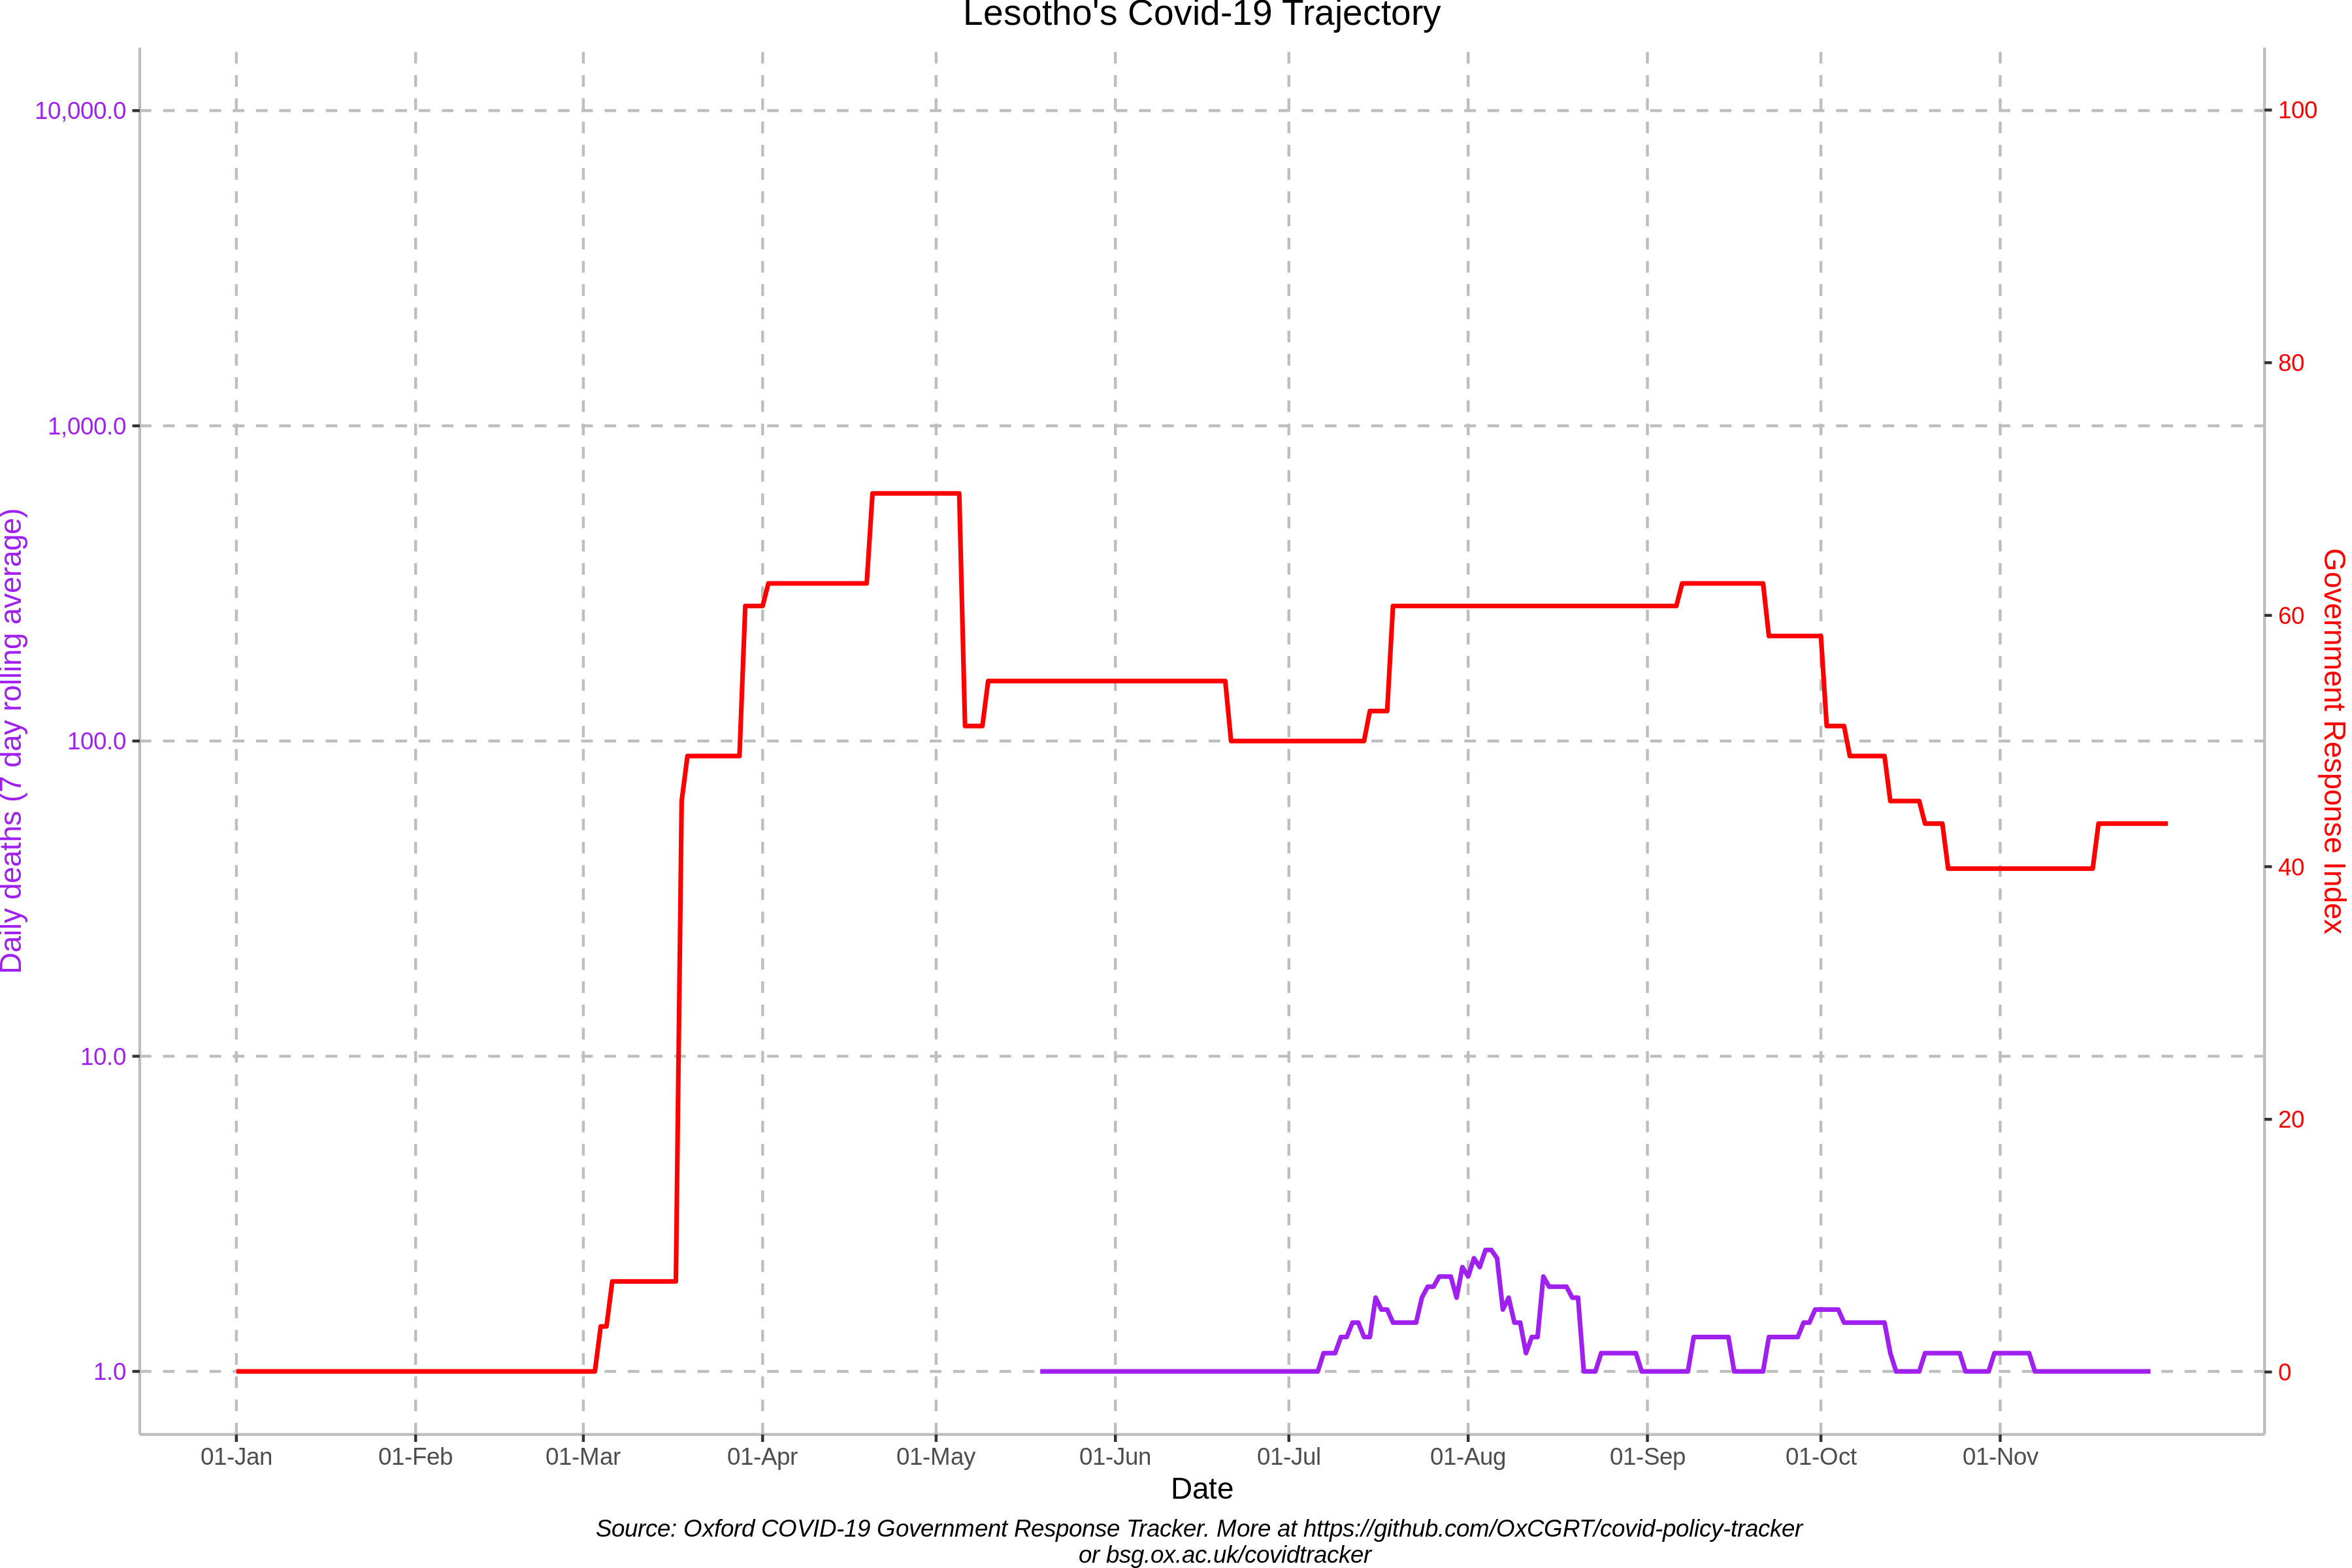 Lesotho's Covid-19 Trajectory
10,000.0
1,000.0
100.0
10.0
1.0
Daily deaths (7 day rolling average)
100
80
60
40
20
0
Government Response Index
01-Jan 01-Feb 01-Mar 01-Apr 01-May 01-Jun 01-Jul 01-Aug 01-Sep 01-Oct 01-Nov
Date
Source: Oxford COVID-19 Government Response Tracker. More at https://github.com/OxCGRT/covid-policy-tracker
or bsg.ox.ac.uk/covidtracker